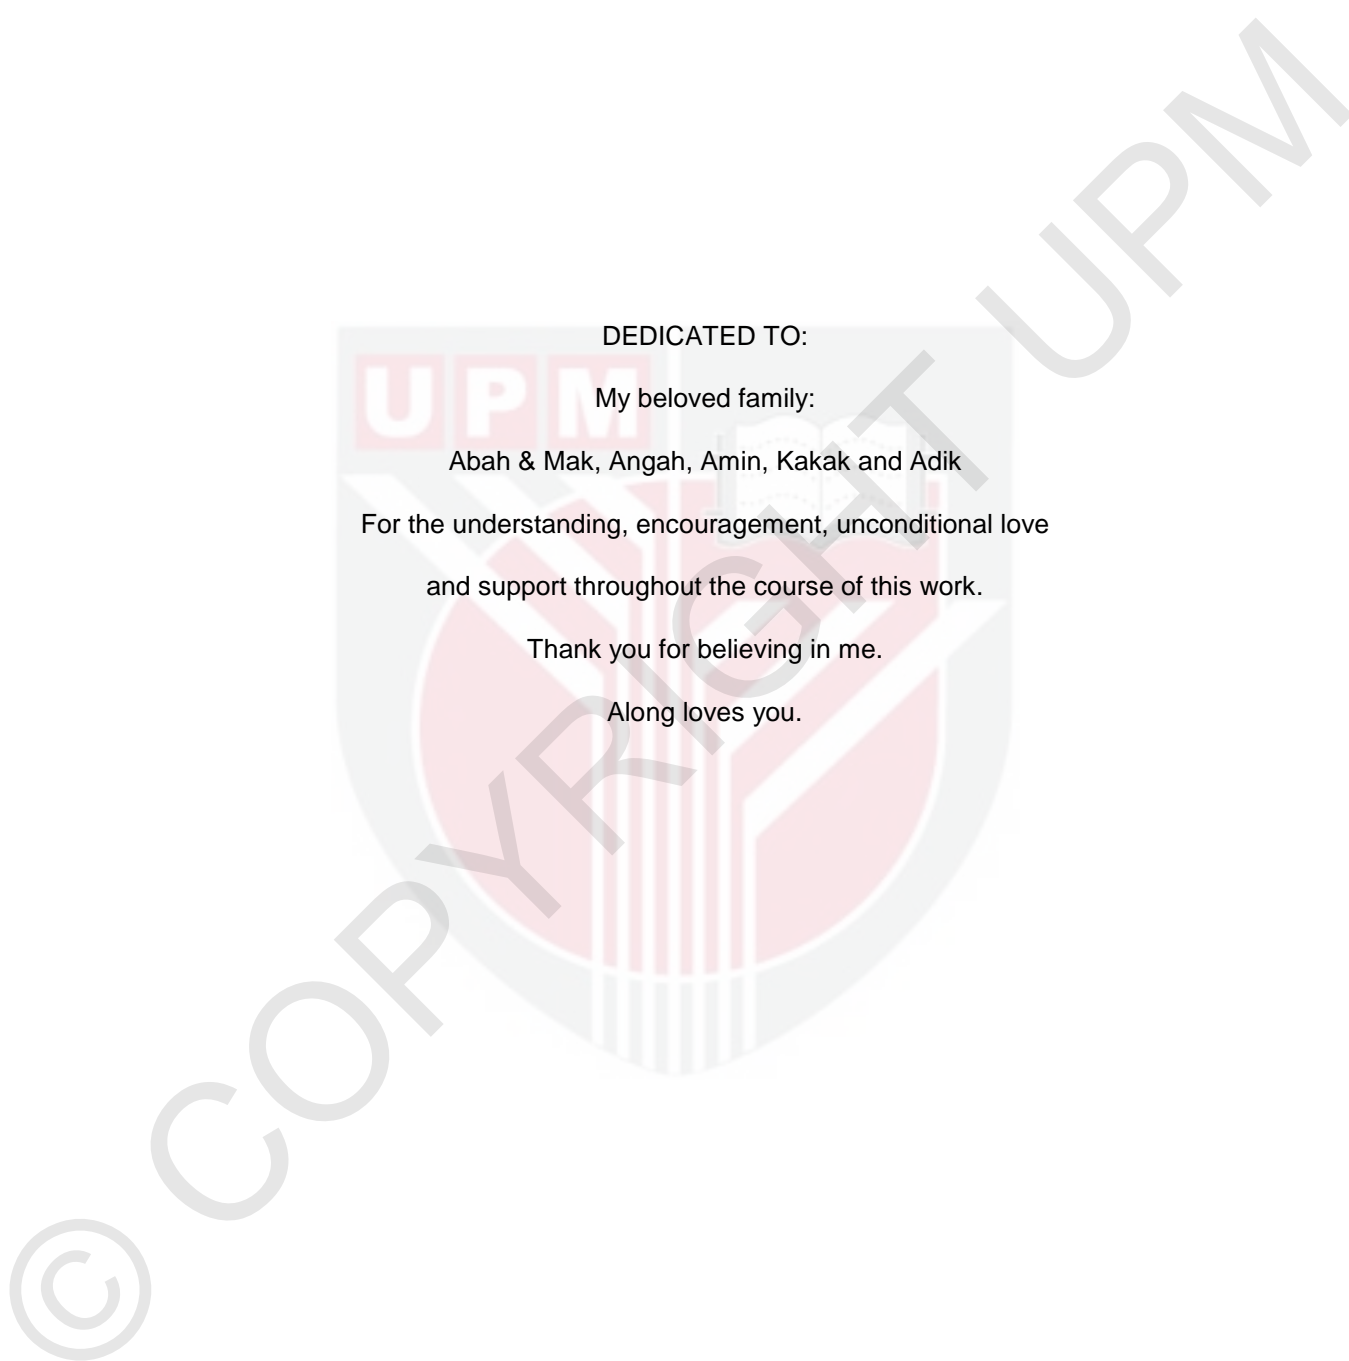 DEDICATED TO:
UPM
My beloved family:
Abah & Mak, Angah, Amin, Kakak and Adik
For the understanding, encouragement, unconditional love
and support throughout the course of this work.
Thank you for believing in me.
Along loves you.
© COPYRIGHT UPM